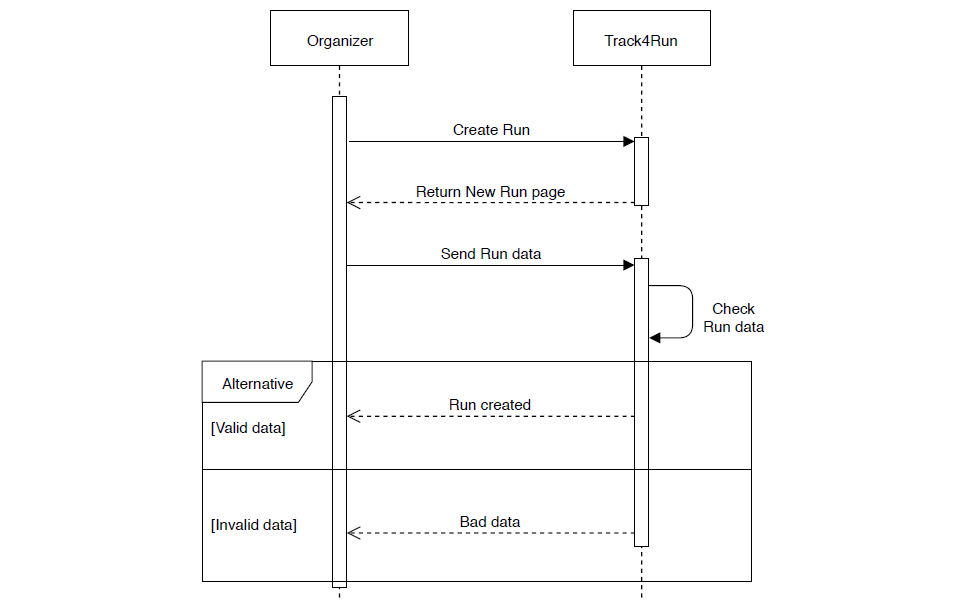 Organizer
Track4Run
Create Run
Return New Run page
Send Run data
Check
Run data
Alternative
Run created
[Valid data]
Bad data
[Invalid data]